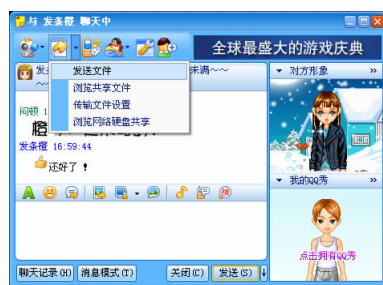 与 发条橙 聊天中
全球最盛大的游戏庆典
发送文件
浏览共享文件
传输文件设置
浏览网络硬盘共享
未满~~
对方形象 »
发条橙 16:59:44
还好了 !
我的QQ秀 »
点击拥有QQ秀
聊天记录(H) 消息模式(T) 关闭(C) 发送(S)